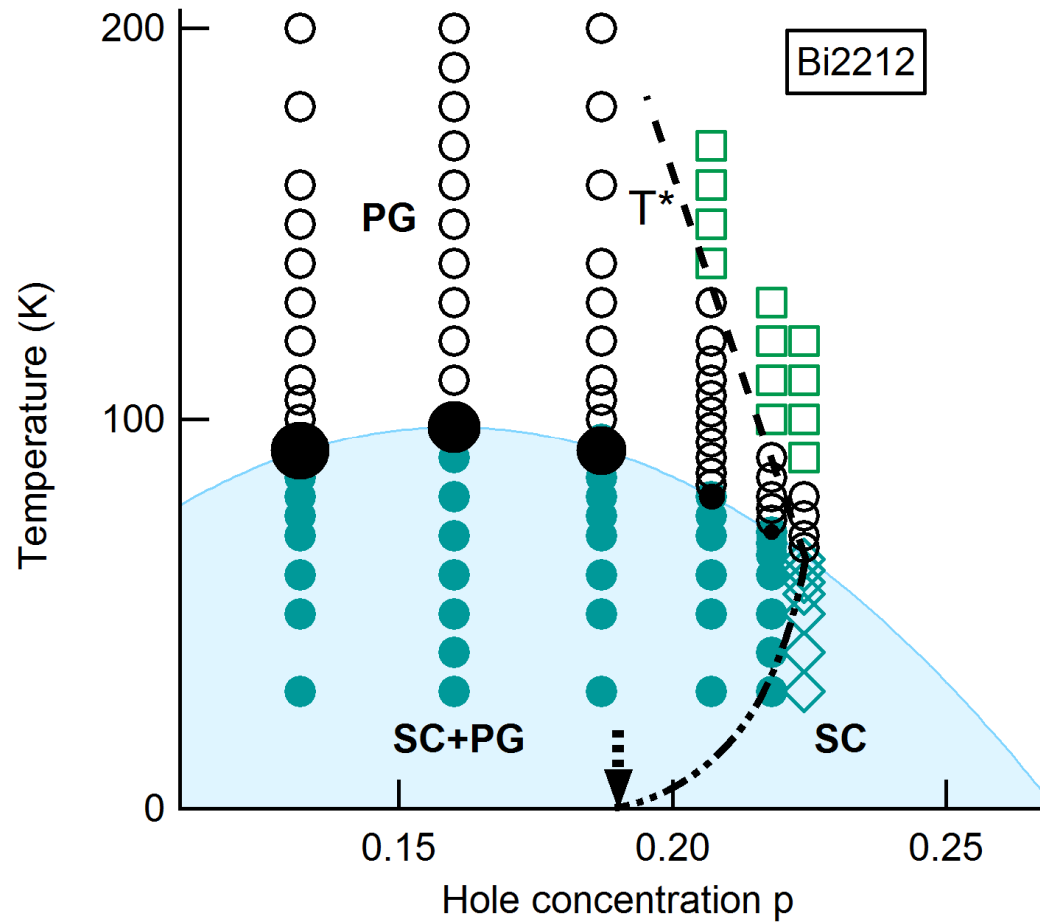 200
Bi2212
PG
T*
100
Temperature (K)
SC+PG
SC
0
0.15
0.20
0.25
Hole concentration p